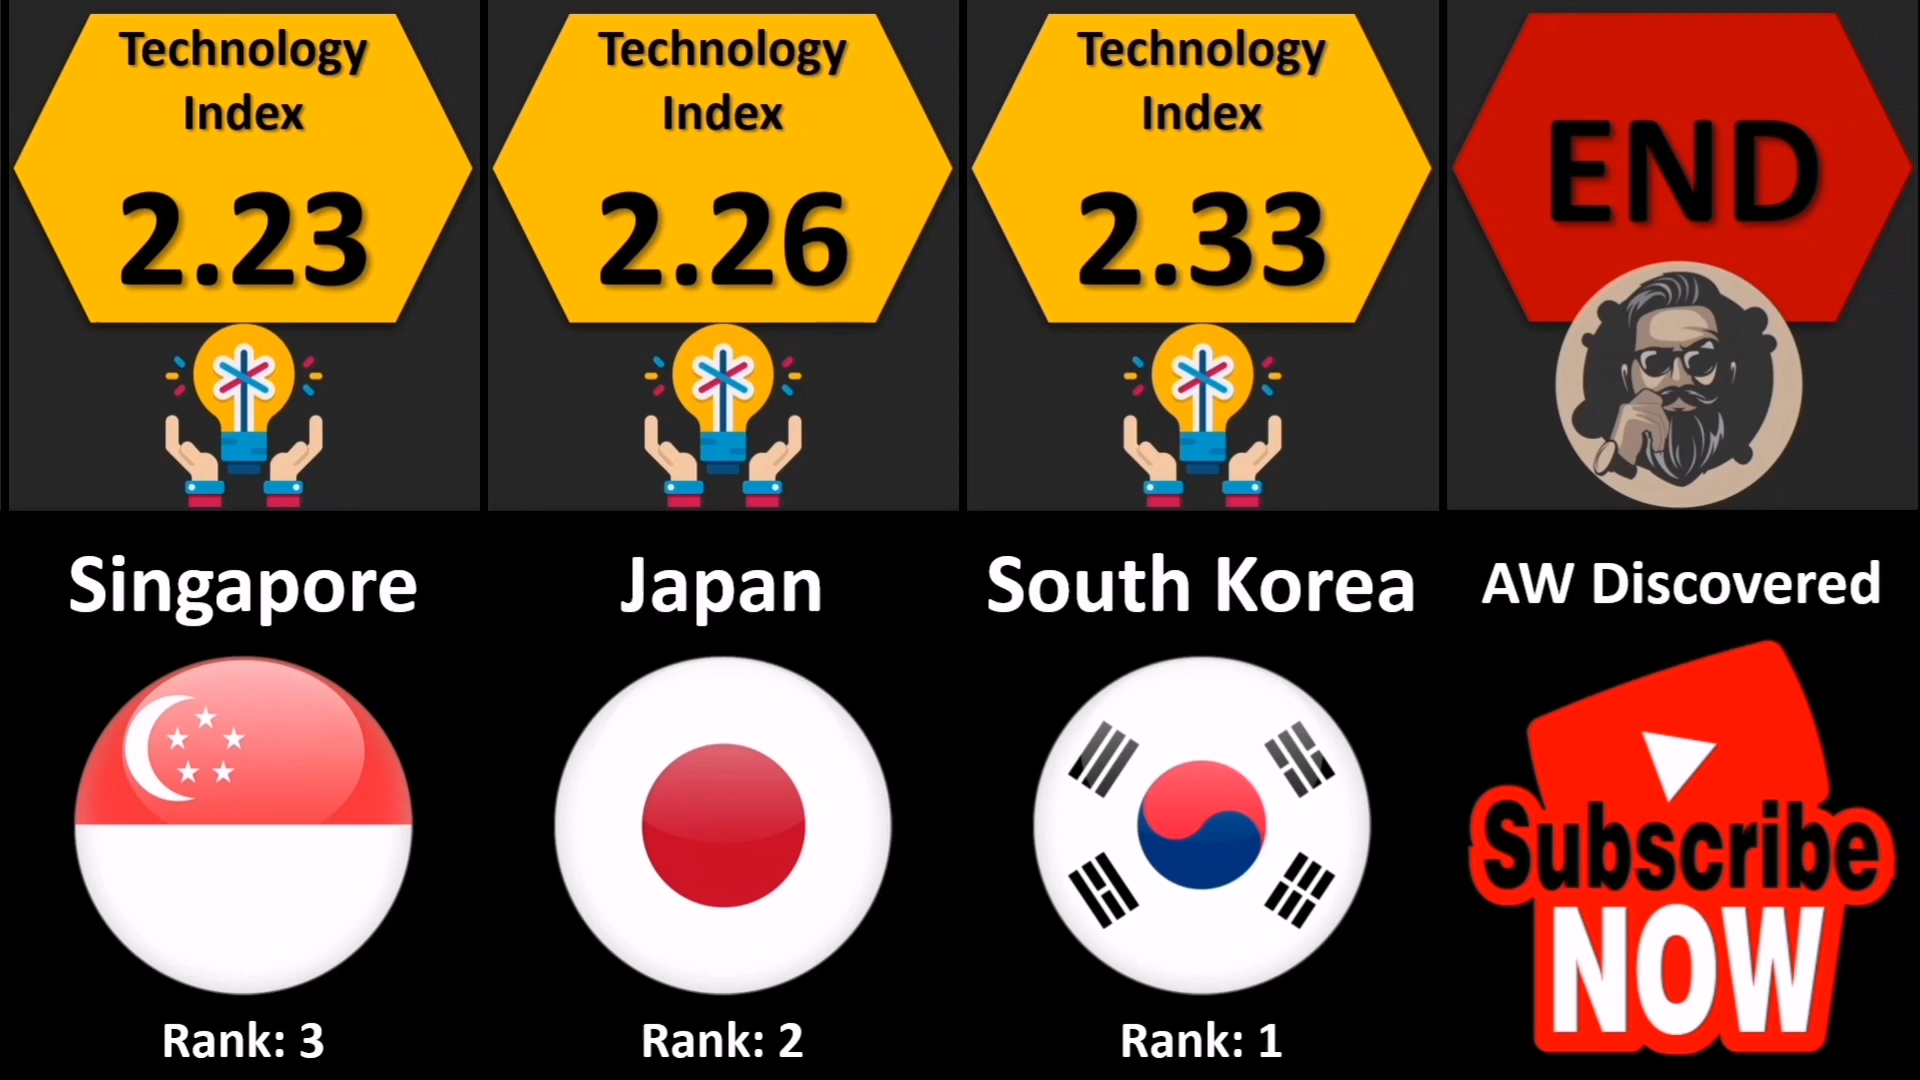 Technology
Index
2.23
Singapore
Rank: 3
Technology
Index
2.26
Japan
Rank: 2
Technology
Index
2.33
South Korea
Rank: 1
END
AW Discovered
Subscribe
NOW